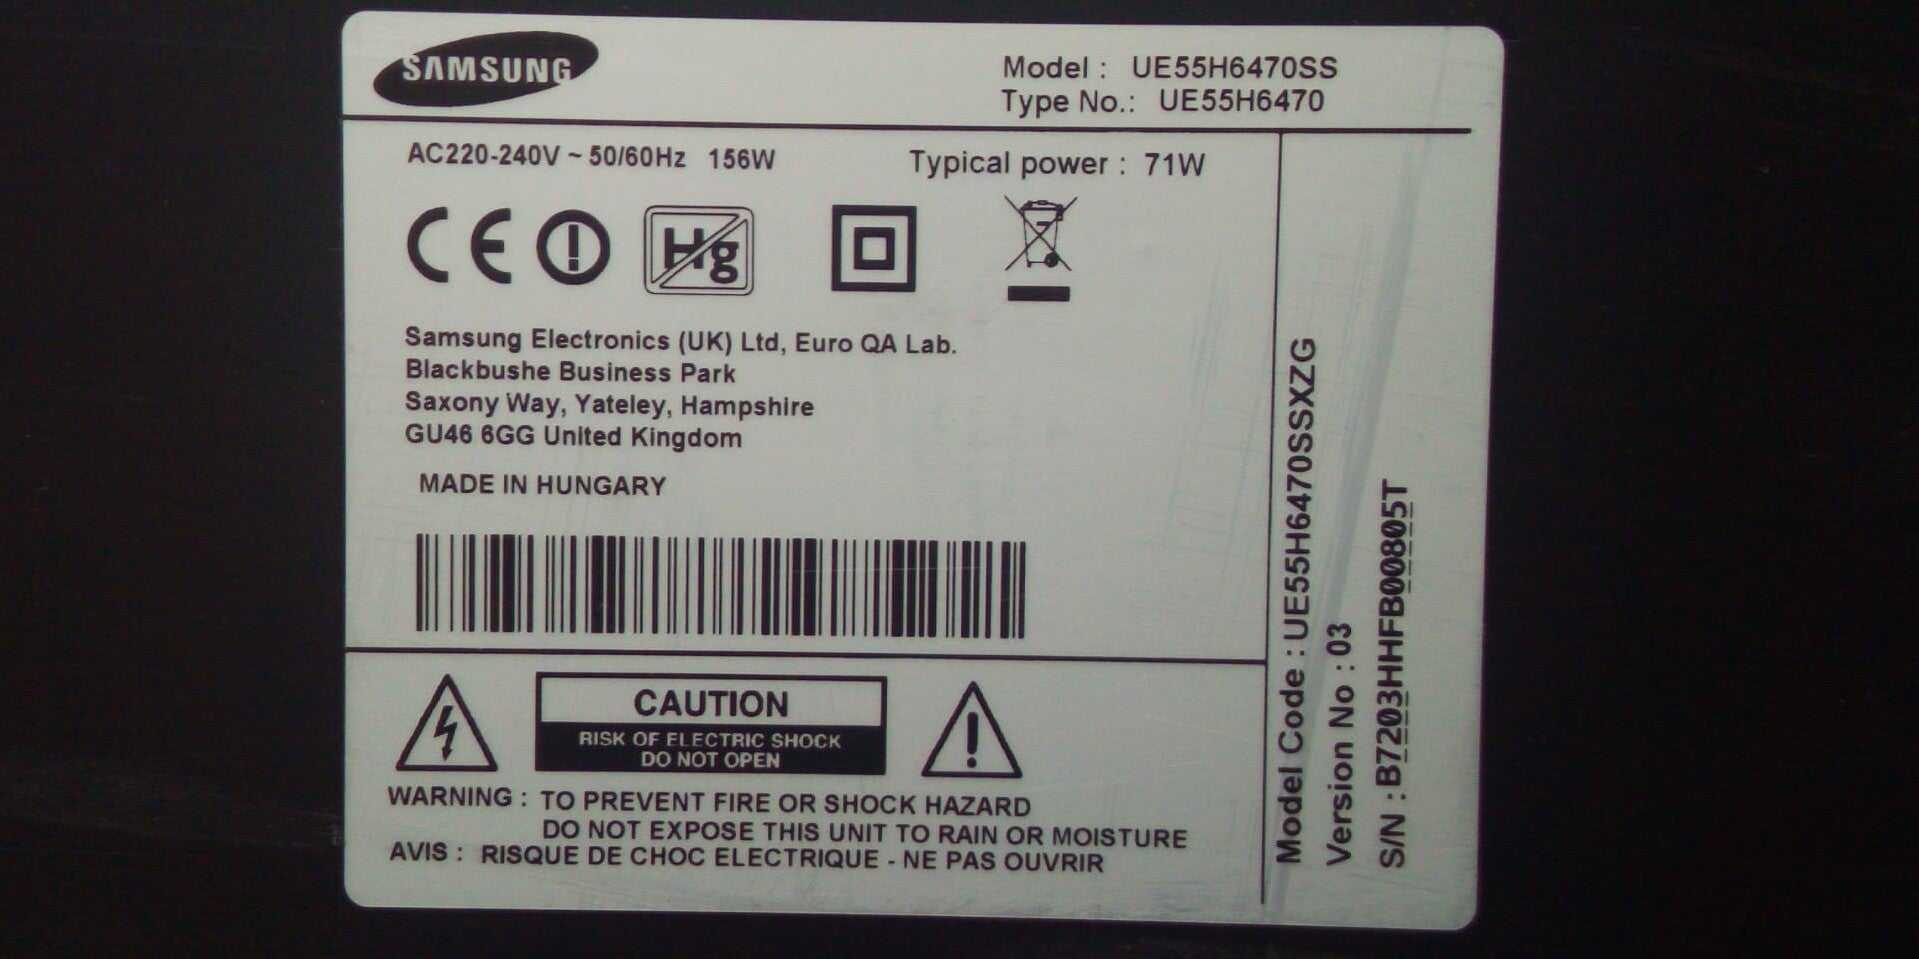 SAMSUNG
Model : UE55H6470SS
Type No.: UE55H6470
AC220-240V ~ 50/60Hz 156W
Typical power : 71W
CE
Hg
Samsung Electronics (UK) Ltd, Euro QA Lab.
Blackbushe Business Park
Saxony Way, Yateley, Hampshire
GU46 6GG United Kingdom
MADE IN HUNGARY
CAUTION
RISK OF ELECTRIC SHOCK
DO NOT OPEN
WARNING : TO PREVENT FIRE OR SHOCK HAZARD
DO NOT EXPOSE THIS UNIT TO RAIN OR MOISTURE
AVIS : RISQUE DE CHOC ELECTRIQUE - NE PAS OUVRIR
Model Code : UE55H6470SSXZG
Version No : 03
S/N : B7203HHFB00805T